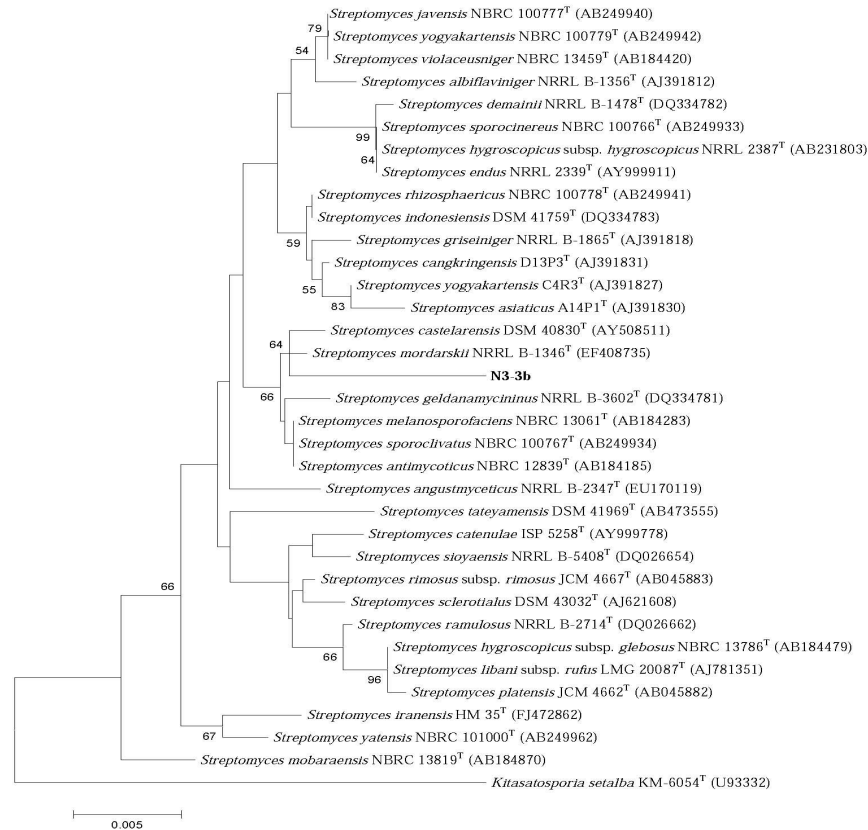 Streptomyces javensis NBRC 100777T (AB249940)
79
Streptomyces yogyakartensis NBRC 100779T (AB249942)
54
Streptomyces violaceusniger NBRC 13459T (AB184420)
Streptomyces albiflaviniger NRRL B-1356T (AJ391812)
Streptomyces demainii NRRL B-1478T (DQ334782)
Streptomyces sporocinereus NBRC 100766T (AB249933)
99
Streptomyces hygroscopicus subsp. hygroscopicus NRRL 2387T (AB231803)
64
Streptomyces endus NRRL 2339T (AY999911)
Streptomyces rhizosphaericus NBRC 100778T (AB249941)
Streptomyces indonesiensis DSM 41759T (DQ334783)
59
Streptomyces griseiniger NRRL B-1865T (AJ391818)
Streptomyces cangkringensis D13P3T (AJ391831)
55
Streptomyces yogyakartensis C4R3T (AJ391827)
83
Streptomyces asiaticus A14P1T (AJ391830)
Streptomyces castelarensis DSM 40830T (AY508511)
64
Streptomyces mordarskii NRRL B-1346T (EF408735)
N3-3b
66
Streptomyces geldanamycininus NRRL B-3602T (DQ334781)
Streptomyces melanosporofaciens NBRC 13061T (AB184283)
Streptomyces sporoclivatus NBRC 100767T (AB249934)
Streptomyces antimycoticus NBRC 12839T (AB184185)
Streptomyces angustmyceticus NRRL B-2347T (EU170119)
Streptomyces tateyamensis DSM 41969T (AB473555)
Streptomyces catenulae ISP 5258T (AY999778)
Streptomyces sioyaensis NRRL B-5408T (DQ026654)
Streptomyces rimosus subsp. rimosus JCM 4667T (AB045883)
66
Streptomyces sclerotialus DSM 43032T (AJ621608)
Streptomyces ramulosus NRRL B-2714T (DQ026662)
66
Streptomyces hygroscopicus subsp. glebosus NBRC 13786T (AB184479)
Streptomyces libani subsp. rufus LMG 20087T (AJ781351)
96
Streptomyces platensis JCM 4662T (AB045882)
Streptomyces iranensis HM 35T (FJ472862)
67
Streptomyces yatensis NBRC 101000T (AB249962)
Streptomyces mobaraensis NBRC 13819T (AB184870)
Kitasatosporia setalba KM-6054T (U93332)
0.005